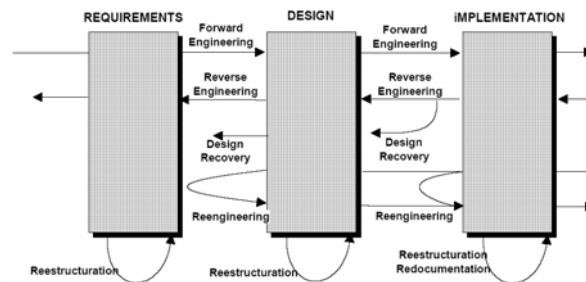 REQUIREMENTS
DESIGN
iMPLEMENTATION
Forward
Engineering
Forward
Engineering
Reverse
Engineering
Reverse
Engineering
Design
Recovery
Design
Recovery
Reengineering
Reengineering
Reestructuration
Reestructuration
Reestructuration
Redocumentation